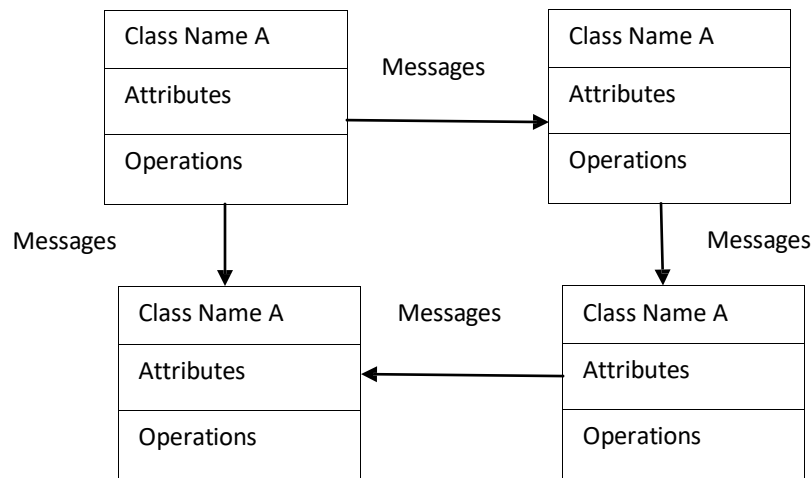 Class Name A
Attributes
Operations
Messages
Class Name A
Attributes
Operations
Messages
Messages
Class Name A
Attributes
Operations
Messages
Class Name A
Attributes
Operations